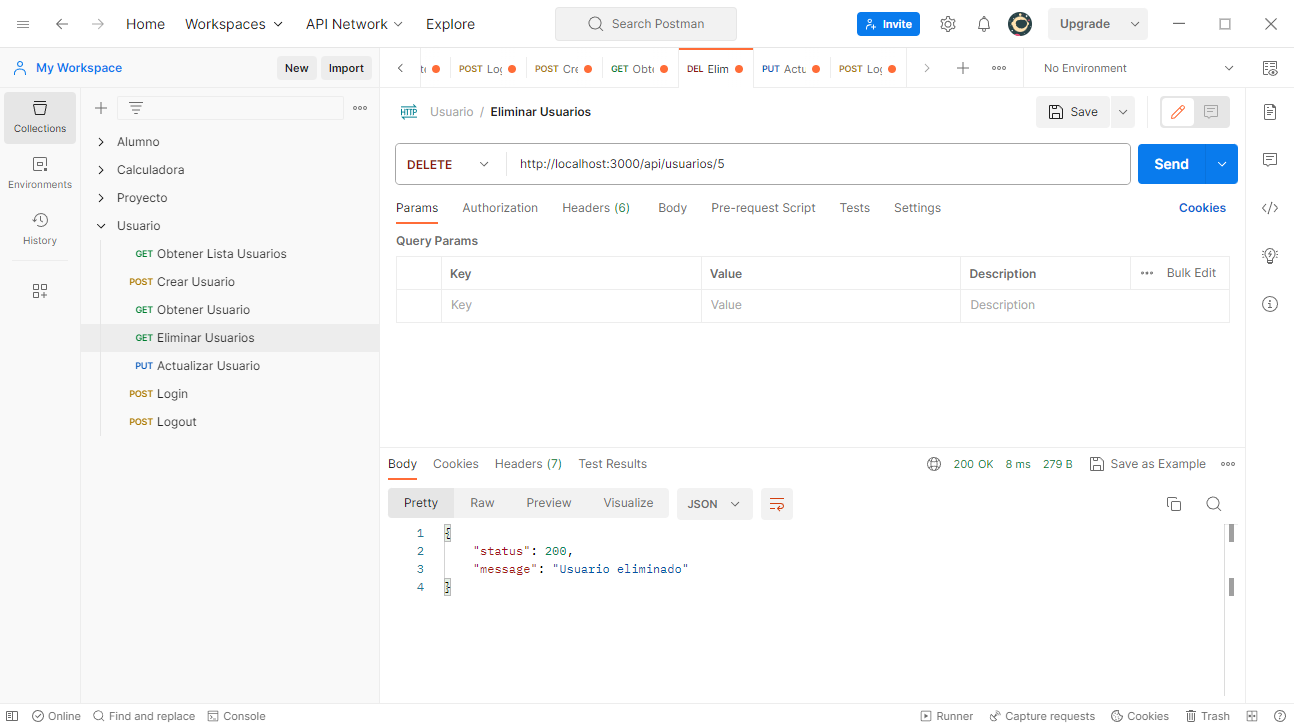 Home Workspaces API Network Explore Search Postman Invite Upgrade
My Workspace New Import POST DEL Elim GET PUT POST POST No Environment
Collections
Environments
History
Alumno
Calculadora
Proyecto
Usuario
GET Obtener Lista Usuarios
POST Crear Usuario
GET Obtener Usuario
GET Eliminar Usuarios
PUT Actualizar Usuario
POST Login
POST Logout
Usuario / Eliminar Usuarios Save
DELETE http://localhost:3000/api/usuarios/5 Send
Params Authorization Headers (6) Body Pre-request Script Tests Settings Cookies
Query Params
Key Value Description Bulk Edit
Key Value Description
Body Cookies Headers (7) Test Results 200 OK 8 ms 279 B Save as Example
Pretty Raw Preview Visualize JSON
1 {
2 "status": 200,
3 "message": "Usuario eliminado"
4 }
Online Find and replace Console Runner Capture requests Cookies Trash